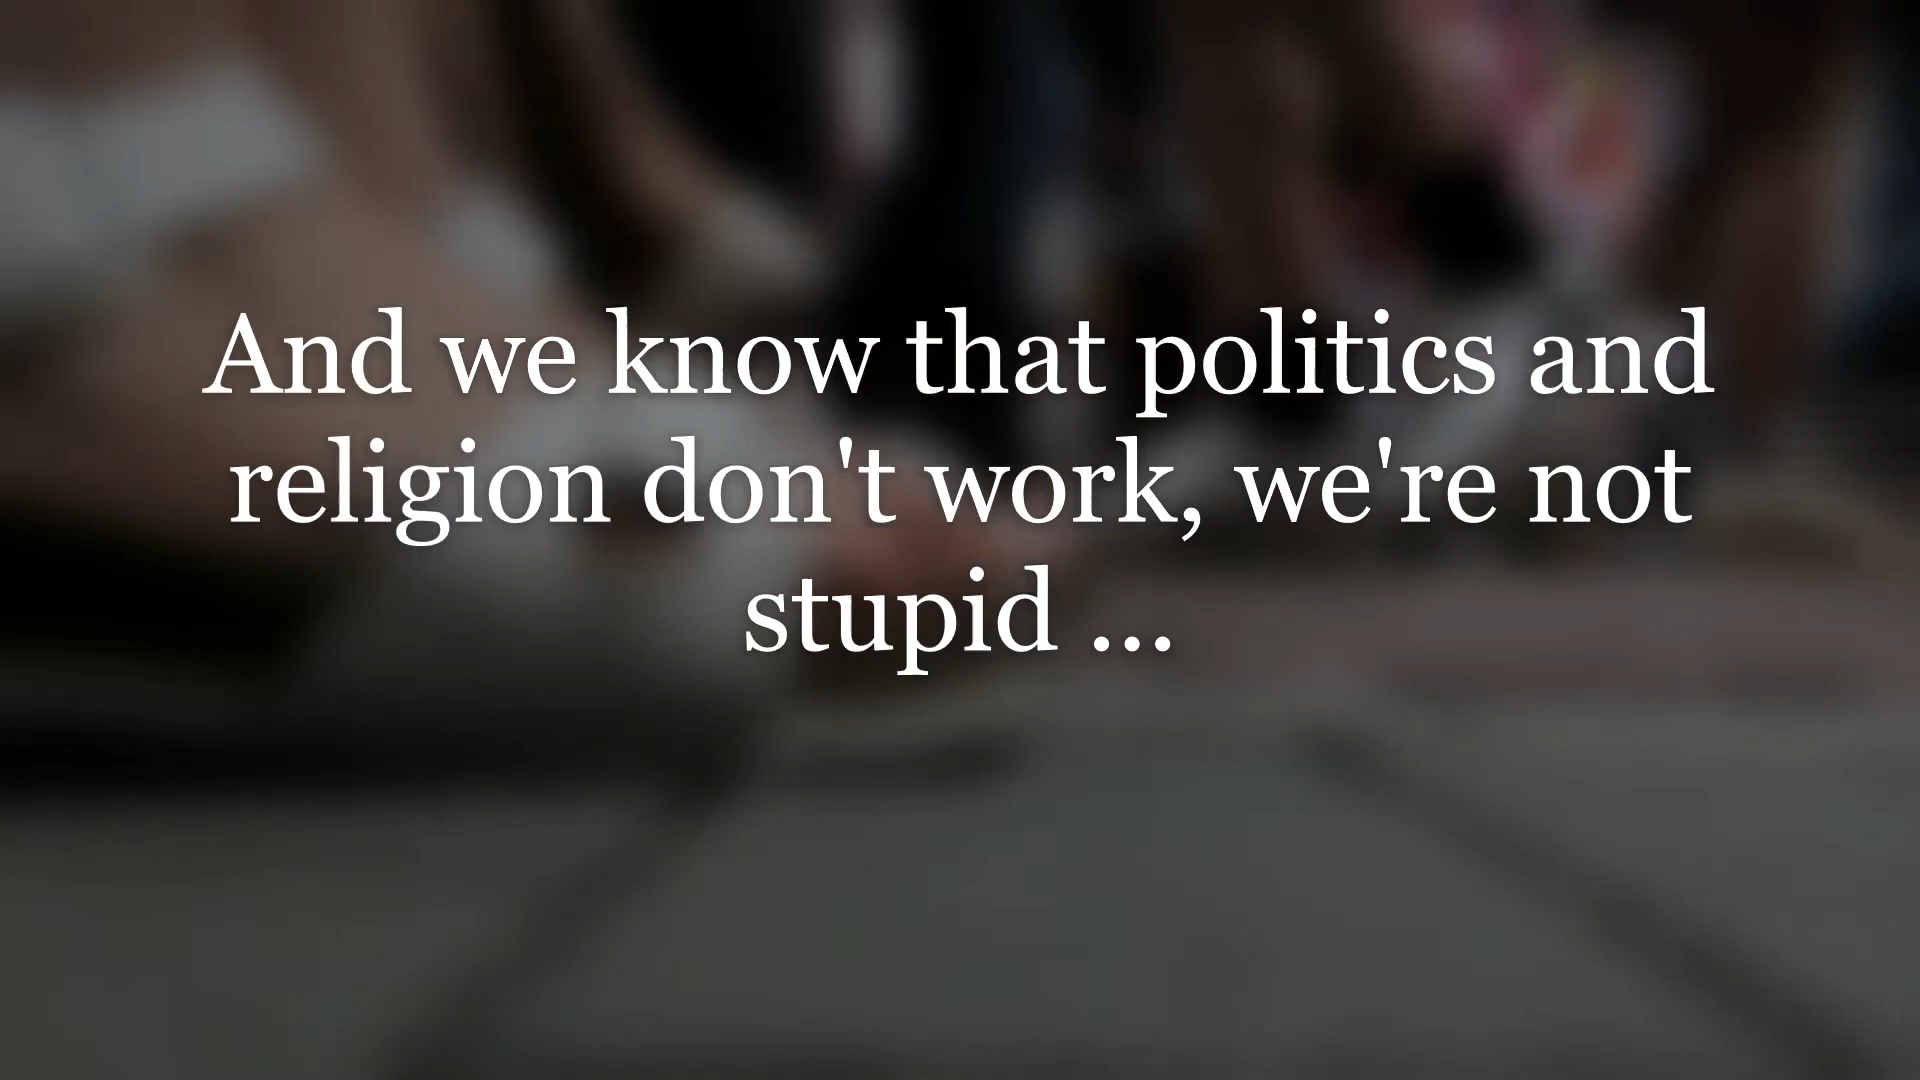 And we know that politics and
religion don't work, we're not
stupid ...